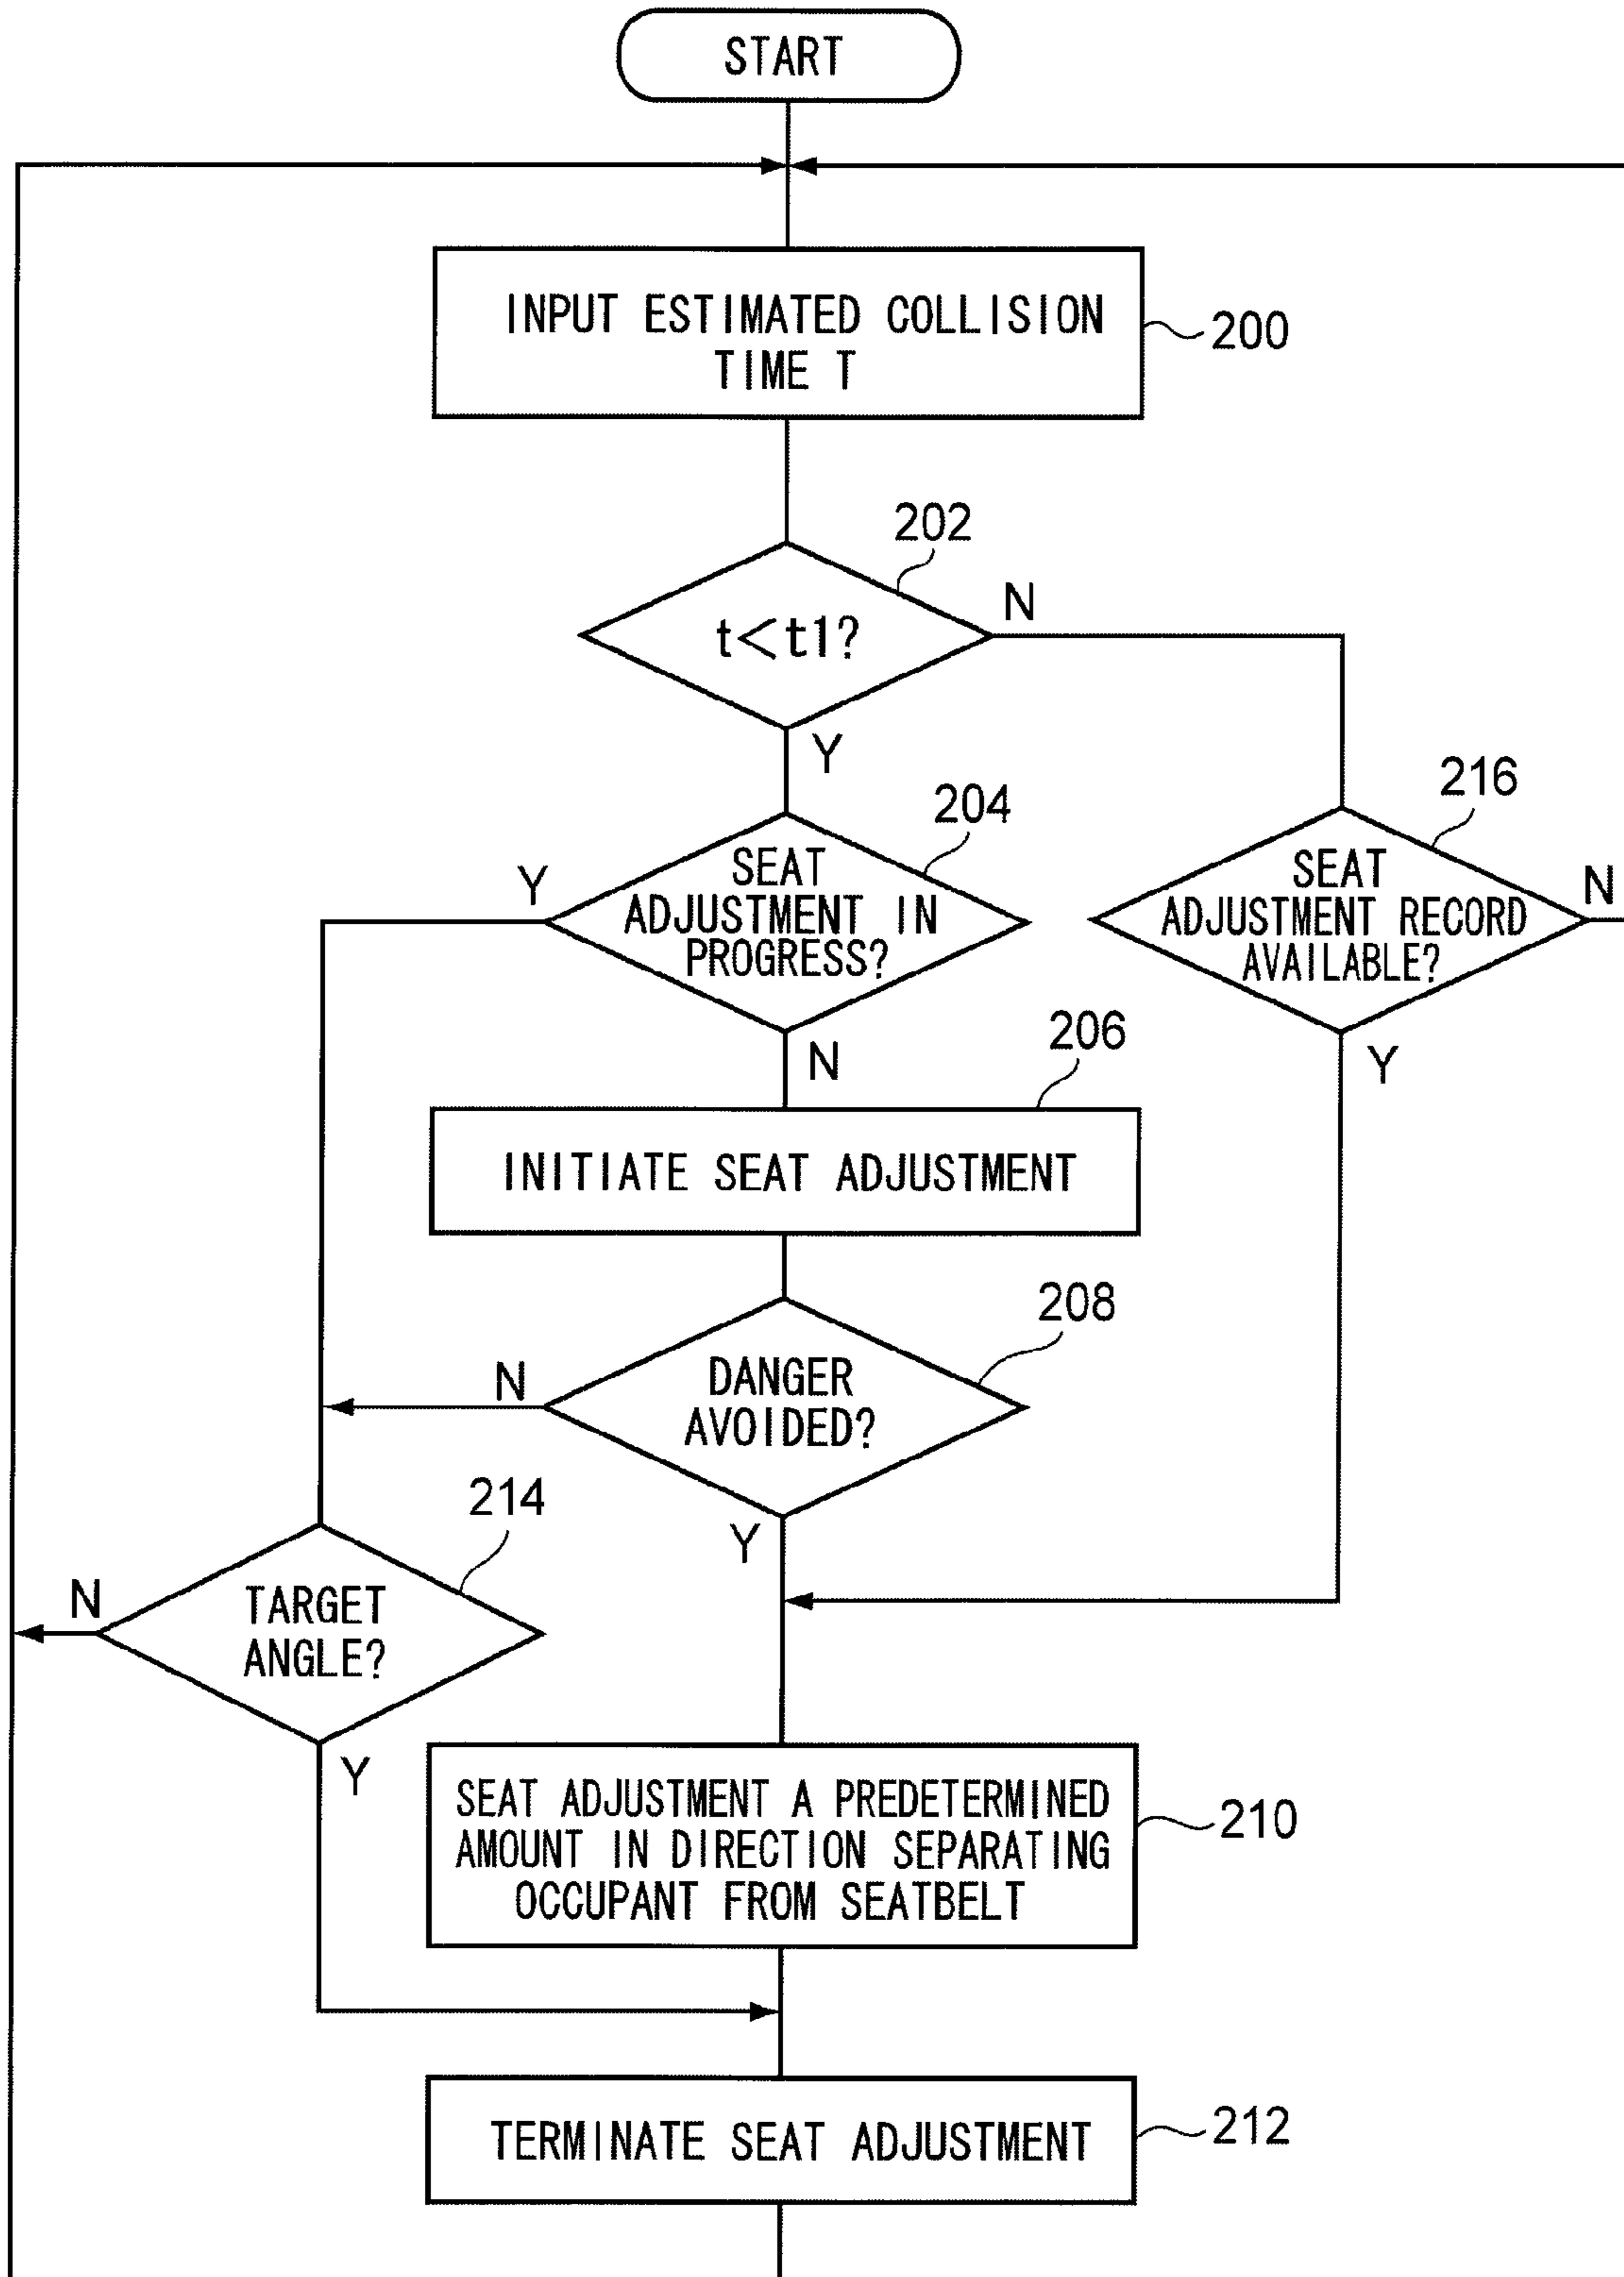 START
INPUT ESTIMATED COLLISION
TIME T
200
202
t<t1?
N
Y
204
216
SEAT
ADJUSTMENT IN
PROGRESS?
Y
N
SEAT
ADJUSTMENT RECORD
AVAILABLE?
N
Y
206
INITIATE SEAT ADJUSTMENT
208
DANGER
AVOIDED?
N
Y
214
TARGET
ANGLE?
N
Y
SEAT ADJUSTMENT A PREDETERMINED
AMOUNT IN DIRECTION SEPARATING
OCCUPANT FROM SEATBELT
210
TERMINATE SEAT ADJUSTMENT
212